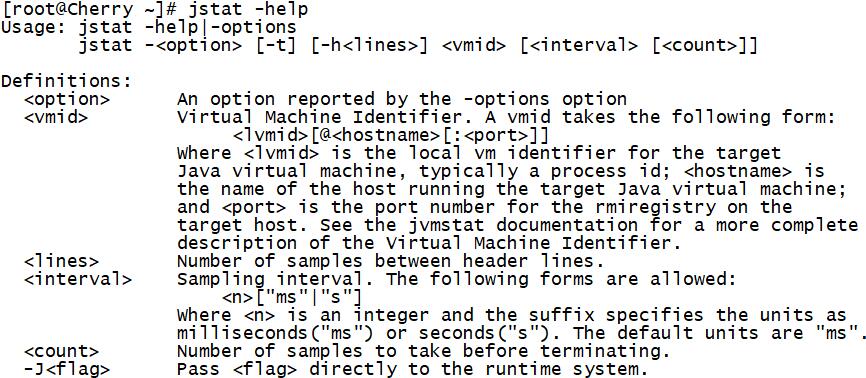 [root@Cherry ~]# jstat -help
Usage: jstat -help|-options
       jstat -<option> [-t] [-h<lines>] <vmid> [<interval> [<count>]]

Definitions:
  <option>      An option reported by the -options option
  <vmid>        Virtual Machine Identifier. A vmid takes the following form:
                     <lvmid>[@<hostname>[:<port>]]
                Where <lvmid> is the local vm identifier for the target
                Java virtual machine, typically a process id; <hostname> is
                the name of the host running the target Java virtual machine;
                and <port> is the port number for the rmiregistry on the
                target host. See the jvmstat documentation for a more complete
                description of the Virtual Machine Identifier.
  <lines>       Number of samples between header lines.
  <interval>    Sampling interval. The following forms are allowed:
                    <n>["ms"|"s"]
                Where <n> is an integer and the suffix specifies the units as
                milliseconds("ms") or seconds("s"). The default units are "ms".
  <count>       Number of samples to take before terminating.
  -J<flag>      Pass <flag> directly to the runtime system.